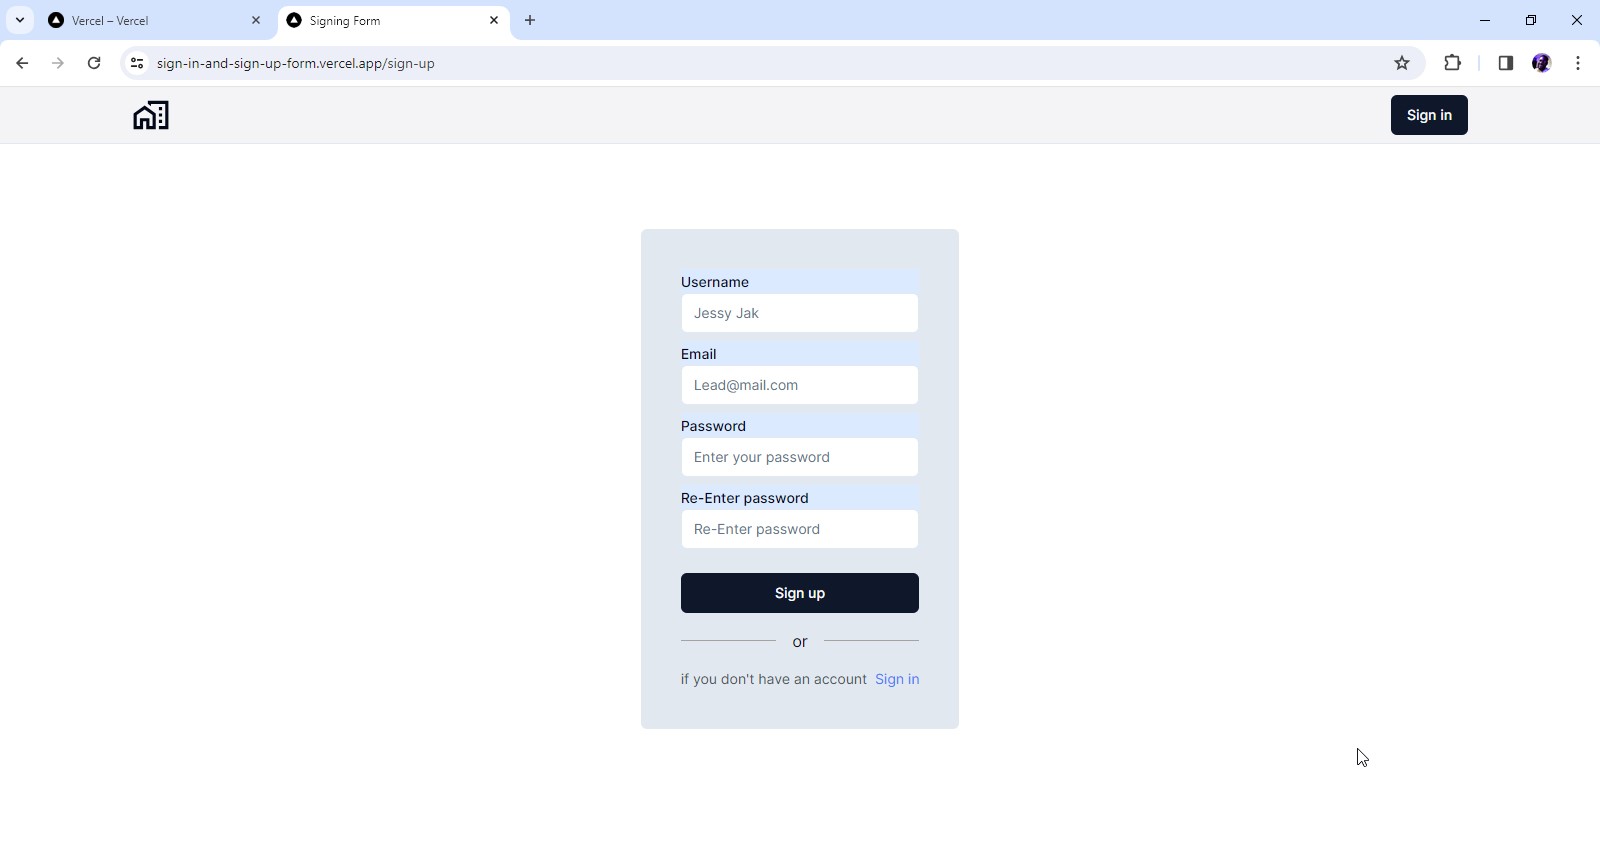 Vercel – Vercel
Signing Form
sign-in-and-sign-up-form.vercel.app/sign-up
Sign in
Username
Jessy Jak
Email
Lead@mail.com
Password
Enter your password
Re-Enter password
Re-Enter password
Sign up
or
if you don't have an account Sign in